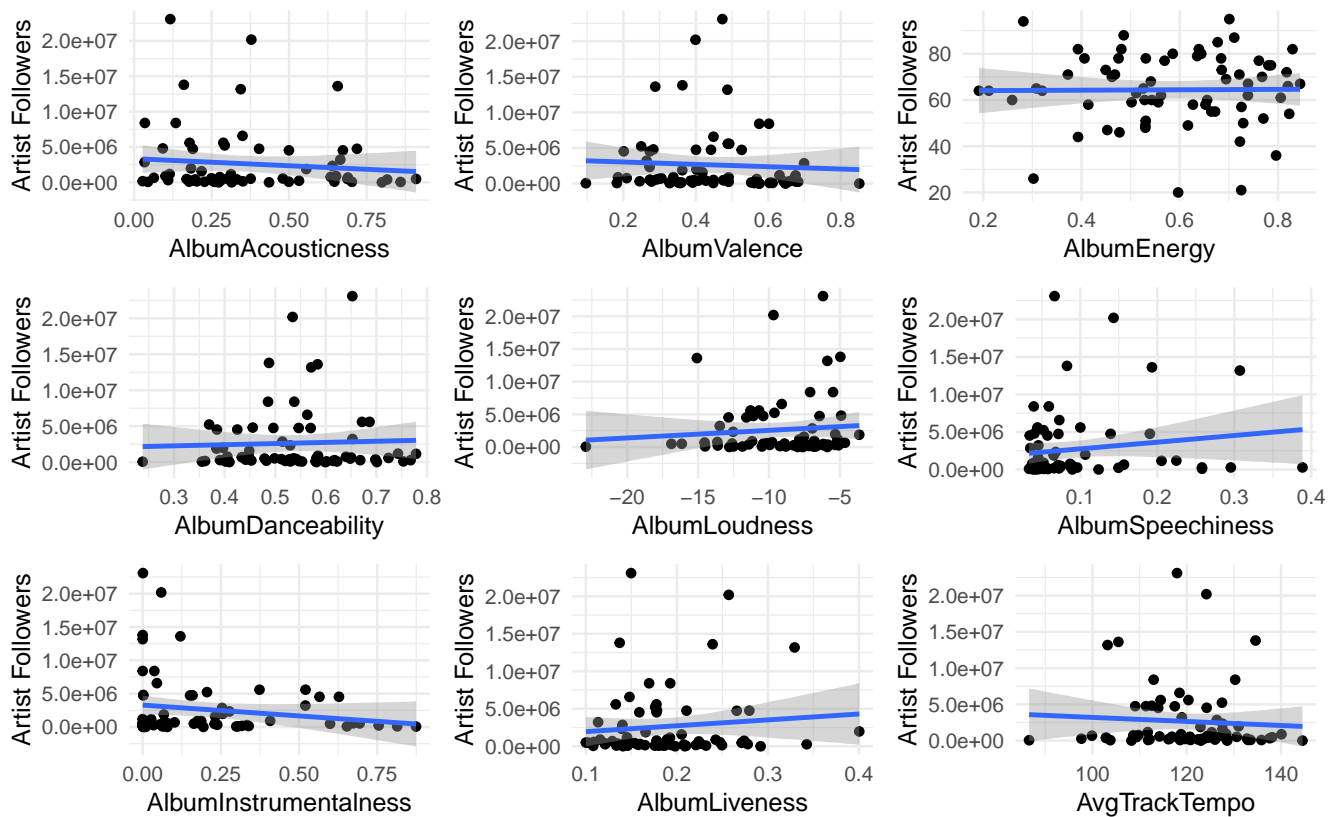 Artist Followers
2.0e+07
1.5e+07
1.0e+07
5.0e+06
0.0e+00
0.00 0.25 0.50 0.75
AlbumAcousticness
Artist Followers
2.0e+07
1.5e+07
1.0e+07
5.0e+06
0.0e+00
0.2 0.4 0.6 0.8
AlbumValence
Artist Followers
80
60
40
20
0.2 0.4 0.6 0.8
AlbumEnergy
Artist Followers
2.0e+07
1.5e+07
1.0e+07
5.0e+06
0.0e+00
0.3 0.4 0.5 0.6 0.7 0.8
AlbumDanceability
Artist Followers
2.0e+07
1.5e+07
1.0e+07
5.0e+06
0.0e+00
−20 −15 −10 −5
AlbumLoudness
Artist Followers
2.0e+07
1.5e+07
1.0e+07
5.0e+06
0.0e+00
0.1 0.2 0.3 0.4
AlbumSpeechiness
Artist Followers
2.0e+07
1.5e+07
1.0e+07
5.0e+06
0.0e+00
0.00 0.25 0.50 0.75
AlbumInstrumentalness
Artist Followers
2.0e+07
1.5e+07
1.0e+07
5.0e+06
0.0e+00
0.1 0.2 0.3 0.4
AlbumLiveness
Artist Followers
2.0e+07
1.5e+07
1.0e+07
5.0e+06
0.0e+00
100 120 140
AvgTrackTempo